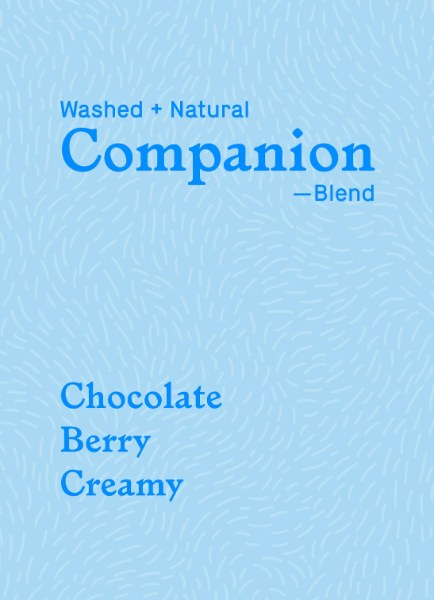 Washed + Natural
Companion
—Blend
Chocolate
Berry
Creamy